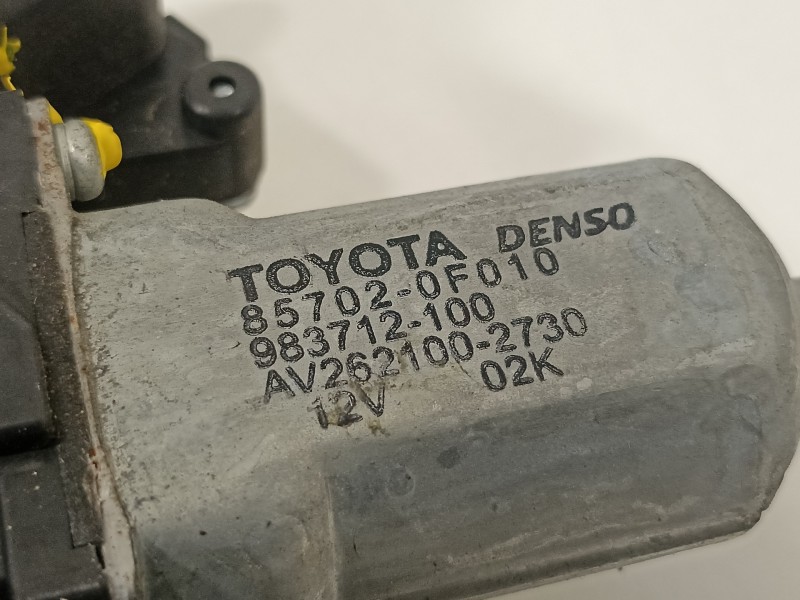 TOYOTA DENSO
85702-0F010
983712-100
AV262100-2730
12V 02K